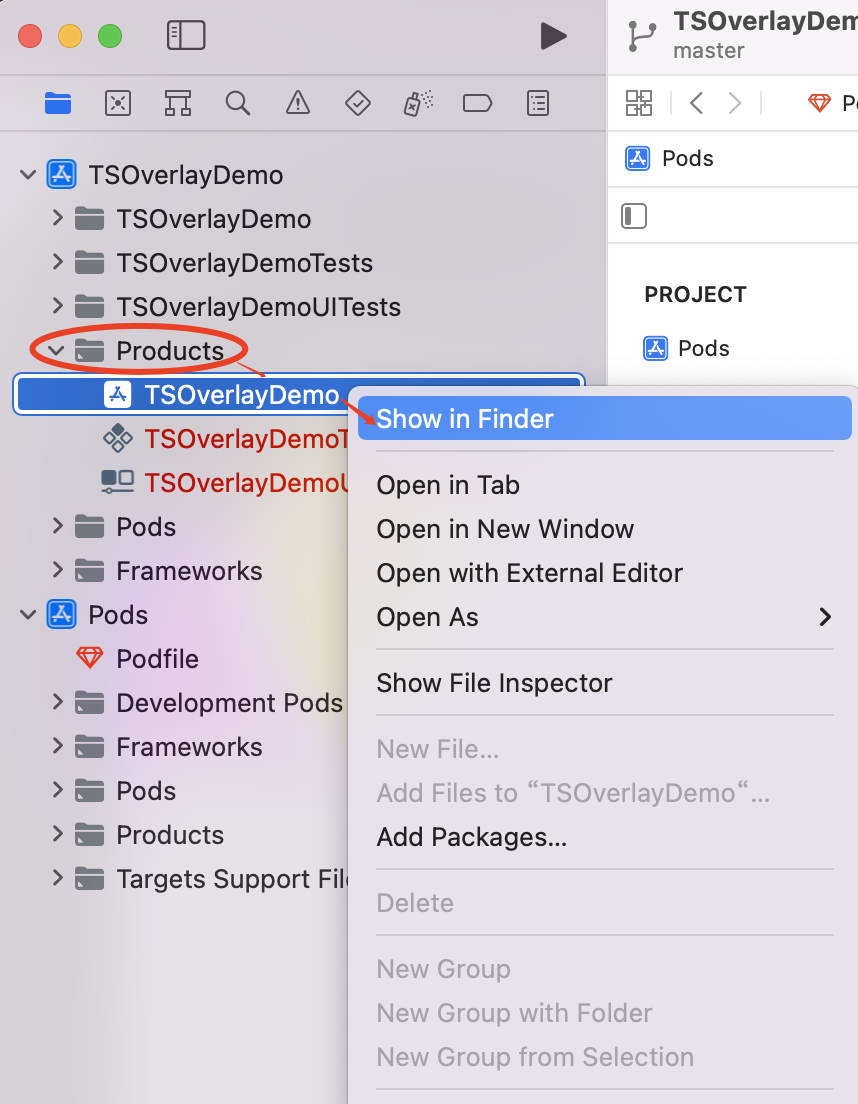 TSOverlayDem
master
Pods
TSOverlayDemo
TSOverlayDemo
TSOverlayDemoTests
TSOverlayDemoUITests
Products
TSOverlayDemo
TSOverlayDemoT
TSOverlayDemoU
Pods
Frameworks
Pods
Podfile
Development Pods
Frameworks
Pods
Products
Targets Support File
PROJECT
Pods
Show in Finder
Open in Tab
Open in New Window
Open with External Editor
Open As
Show File Inspector
New File...
Add Files to “TSOverlayDemo“...
Add Packages...
Delete
New Group
New Group with Folder
New Group from Selection